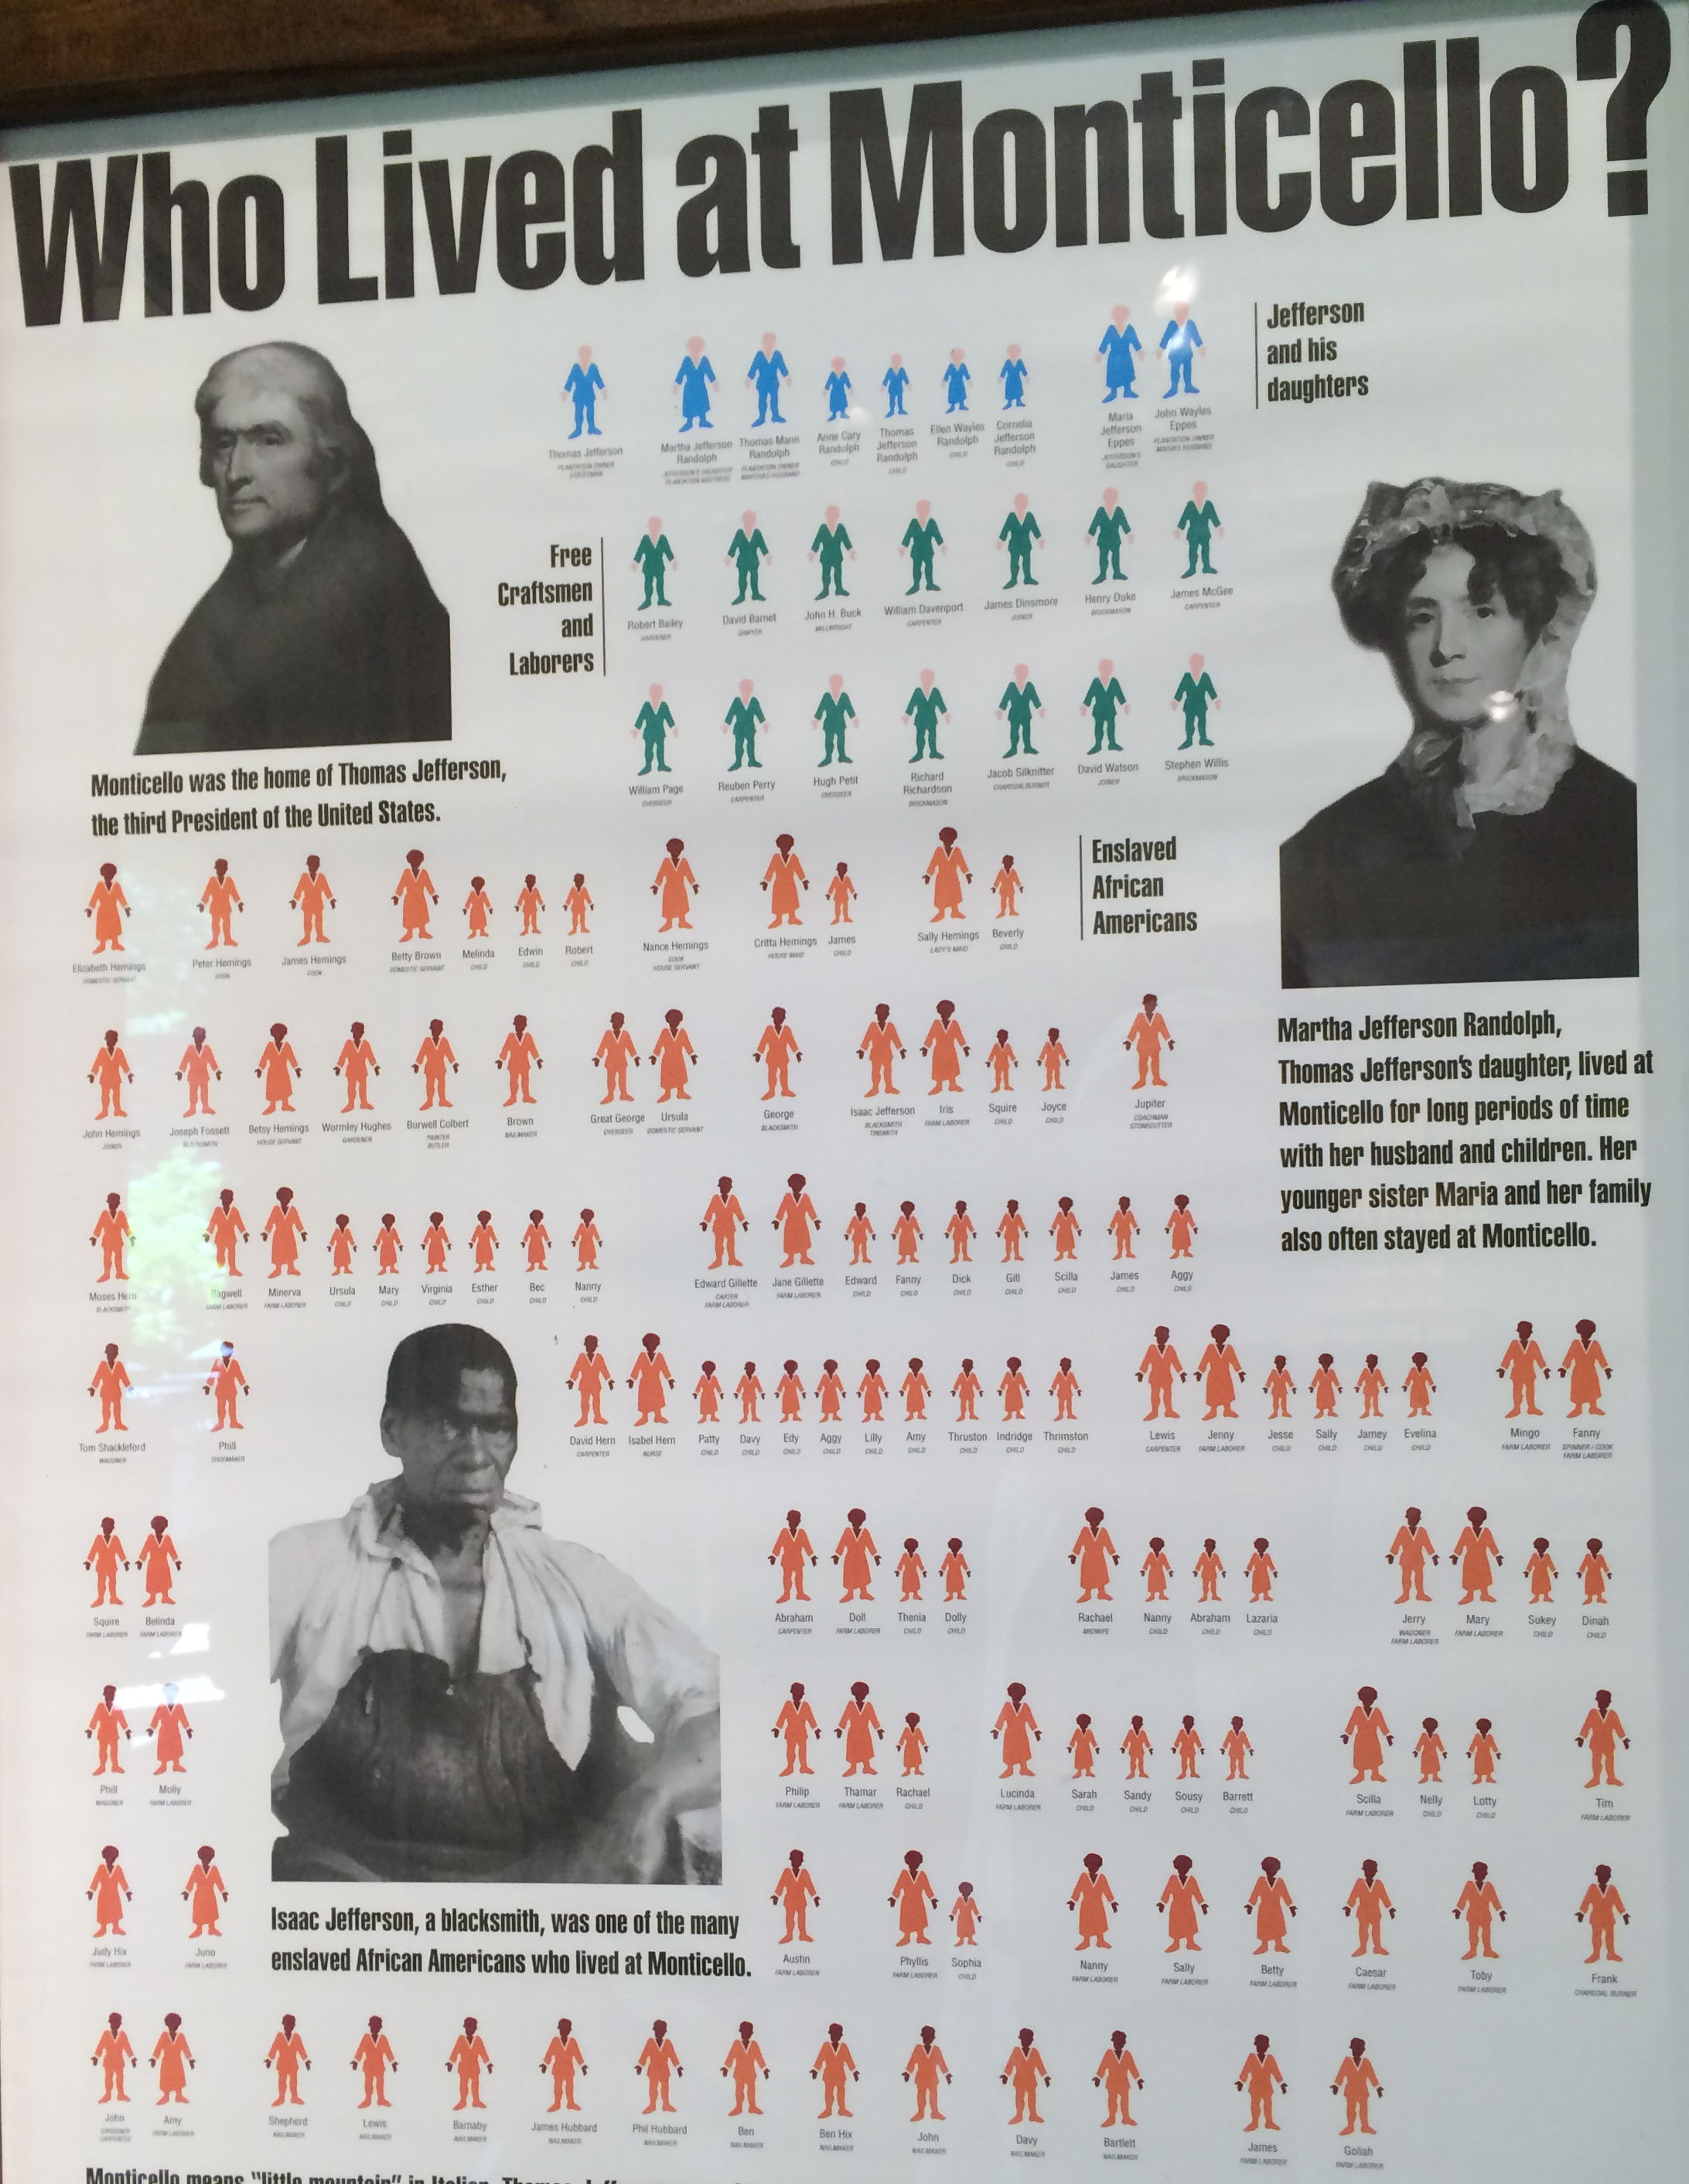 Who Lived at Monticello?
Jefferson
and his
daughters
Thomas Jefferson
PLANTATION OWNER
STATESMAN
Martha Jefferson
Randolph
JEFFERSON'S DAUGHTER
PLANTATION MISTRESS
Thomas Mann
Randolph
PLANTATION OWNER
MARTHA'S HUSBAND
Anne Cary
Randolph
CHILD
Thomas
Jefferson
Randolph
CHILD
Ellen Wayles
Randolph
CHILD
Cornelia
Jefferson
Randolph
CHILD
Maria
Jefferson
Eppes
JEFFERSON'S
DAUGHTER
John Wayles
Eppes
PLANTATION OWNER
MARIA'S HUSBAND
Free
Craftsmen
and
Laborers
Robert Bailey
GARDENER
David Barnet
SAWYER
John H. Buck
MILLWRIGHT
William Davenport
CARPENTER
James Dinsmore
JOINER
Henry Duke
BRICKMASON
James McGee
CARPENTER
William Page
OVERSEER
Reuben Perry
CARPENTER
Hugh Petit
OVERSEER
Richard
Richardson
BRICKMASON
Jacob Silknitter
CHARCOAL BURNER
David Watson
JOINER
Stephen Willis
BRICKMASON
Monticello was the home of Thomas Jefferson,
the third President of the United States.
Enslaved
African
Americans
Elizabeth Hemings
DOMESTIC SERVANT
Peter Hemings
COOK
James Hemings
COOK
Betty Brown
DOMESTIC SERVANT
Melinda
CHILD
Edwin
CHILD
Robert
CHILD
Nance Hemings
COOK
HOUSE SERVANT
Critta Hemings
HOUSE MAID
James
CHILD
Sally Hemings
LADY'S MAID
Beverly
CHILD
John Hemings
JOINER
Joseph Fossett
BLACKSMITH
Betsy Hemings
HOUSE SERVANT
Wormley Hughes
GARDENER
Burwell Colbert
PAINTER
BUTLER
Brown
NAILMAKER
Great George
OVERSEER
Ursula
DOMESTIC SERVANT
George
BLACKSMITH
Isaac Jefferson
BLACKSMITH
TINSMITH
Iris
FARM LABORER
Squire
CHILD
Joyce
CHILD
Jupiter
COACHMAN
STONECUTTER
Martha Jefferson Randolph,
Thomas Jefferson's daughter, lived at
Monticello for long periods of time
with her husband and children. Her
younger sister Maria and her family
also often stayed at Monticello.
Moses Hern
BLACKSMITH
Bagwell
FARM LABORER
Minerva
FARM LABORER
Ursula
CHILD
Mary
CHILD
Virginia
CHILD
Esther
CHILD
Bec
CHILD
Nanny
CHILD
Edward Gillette
CARTER
FARM LABORER
Jane Gillette
FARM LABORER
Edward
CHILD
Fanny
CHILD
Dick
CHILD
Gill
CHILD
Scilla
CHILD
James
CHILD
Aggy
CHILD
Tom Shackleford
WAGONER
Phill
SHOEMAKER
David Hern
CARPENTER
Isabel Hern
NURSE
Patty
CHILD
Davy
CHILD
Edy
CHILD
Aggy
CHILD
Lilly
CHILD
Amy
CHILD
Thruston
CHILD
Indridge
CHILD
Thrimston
CHILD
Lewis
CARPENTER
Jenny
FARM LABORER
Jesse
CHILD
Sally
CHILD
Jamey
CHILD
Evelina
CHILD
Mingo
FARM LABORER
Fanny
SPINNER / COOK
FARM LABORER
Squire
FARM LABORER
Belinda
FARM LABORER
Abraham
CARPENTER
Doll
FARM LABORER
Thenia
CHILD
Dolly
CHILD
Rachael
MIDWIFE
Nanny
CHILD
Abraham
CHILD
Lazaria
CHILD
Jerry
WAGONER
FARM LABORER
Mary
FARM LABORER
Sukey
CHILD
Dinah
CHILD
Phill
WAGONER
Molly
FARM LABORER
Philip
FARM LABORER
Thamar
FARM LABORER
Rachael
CHILD
Lucinda
FARM LABORER
Sarah
CHILD
Sandy
CHILD
Sousy
CHILD
Barrett
CHILD
Scilla
FARM LABORER
Nelly
CHILD
Lotty
CHILD
Tim
FARM LABORER
Judy Hix
FARM LABORER
Juno
FARM LABORER
Isaac Jefferson, a blacksmith, was one of the many
enslaved African Americans who lived at Monticello.
Austin
FARM LABORER
Phyllis
FARM LABORER
Sophia
CHILD
Nanny
FARM LABORER
Sally
FARM LABORER
Betty
FARM LABORER
Caesar
FARM LABORER
Toby
FARM LABORER
Frank
CHARCOAL BURNER
John
GARDENER
CARPENTER
Amy
FARM LABORER
Shepherd
NAILMAKER
Lewis
NAILMAKER
Barnaby
NAILMAKER
James Hubbard
NAILMAKER
Phil Hubbard
NAILMAKER
Ben
NAILMAKER
Ben Hix
NAILMAKER
John
NAILMAKER
Davy
NAILMAKER
Bartlett
NAILMAKER
James
FARM LABORER
Goliah
FARM LABORER
Monticello means "little mountain" in Italian. Thomas